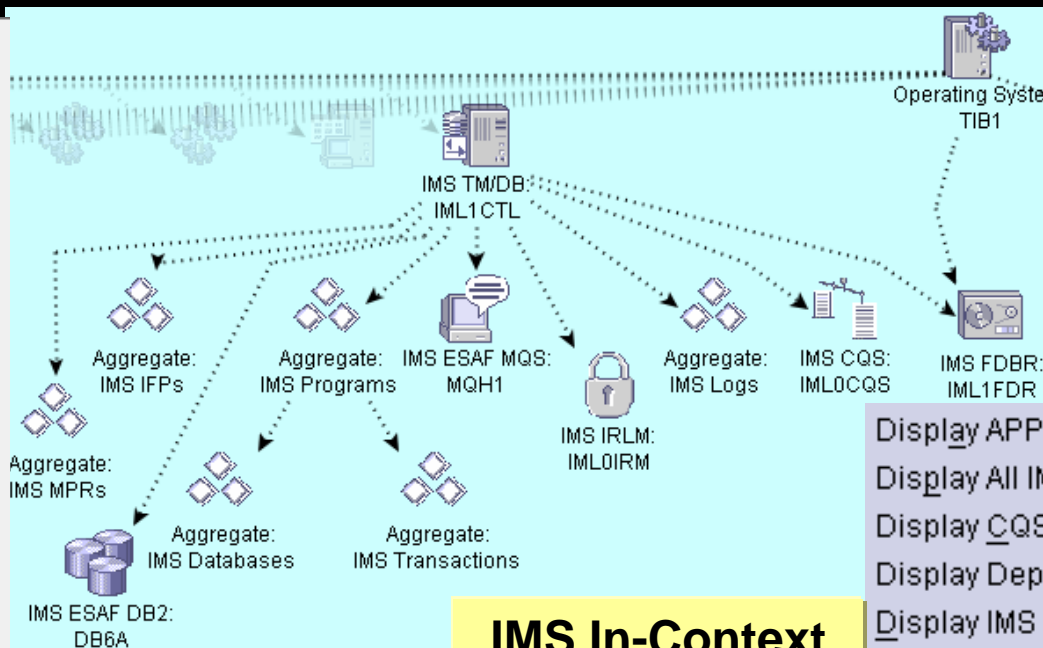 Operating Syste
TIB1
IMS TM/DB:
IML1CTL
Aggregate:
IMS IFPs
Aggregate:
IMS Programs
IMS ESAF MQS:
MQH1
Aggregate:
IMS Logs
IMS CQS:
IML0CQS
IMS FDBR:
IML1FDR
IMS IRLM:
IML0IRM
Aggregate:
IMS MPRs
Aggregate:
IMS Databases
Aggregate:
IMS Transactions
IMS ESAF DB2:
DB6A
Display APP
Display All I
Display CQS
Display Dep
Display IMS
IMS In-Context